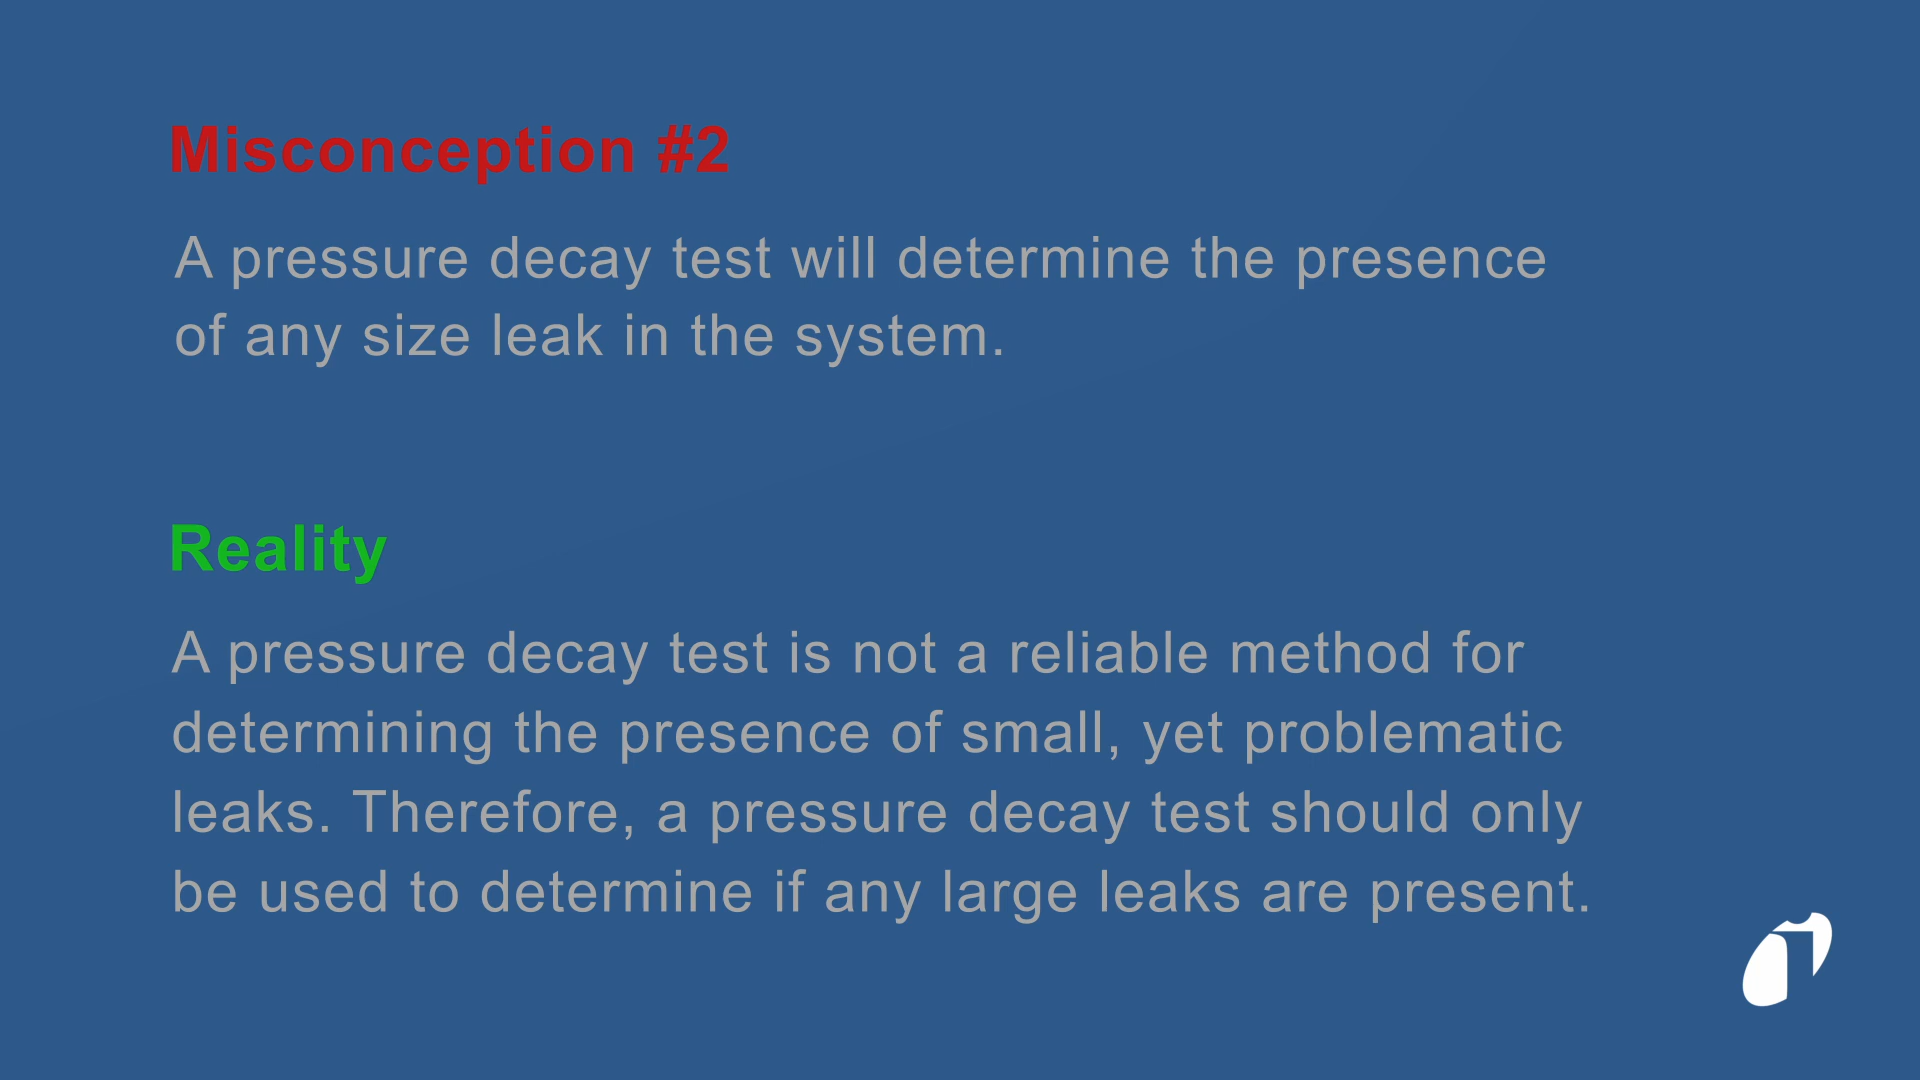 Misconception #2
A pressure decay test will determine the presence
of any size leak in the system.
Reality
A pressure decay test is not a reliable method for
determining the presence of small, yet problematic
leaks. Therefore, a pressure decay test should only
be used to determine if any large leaks are present.